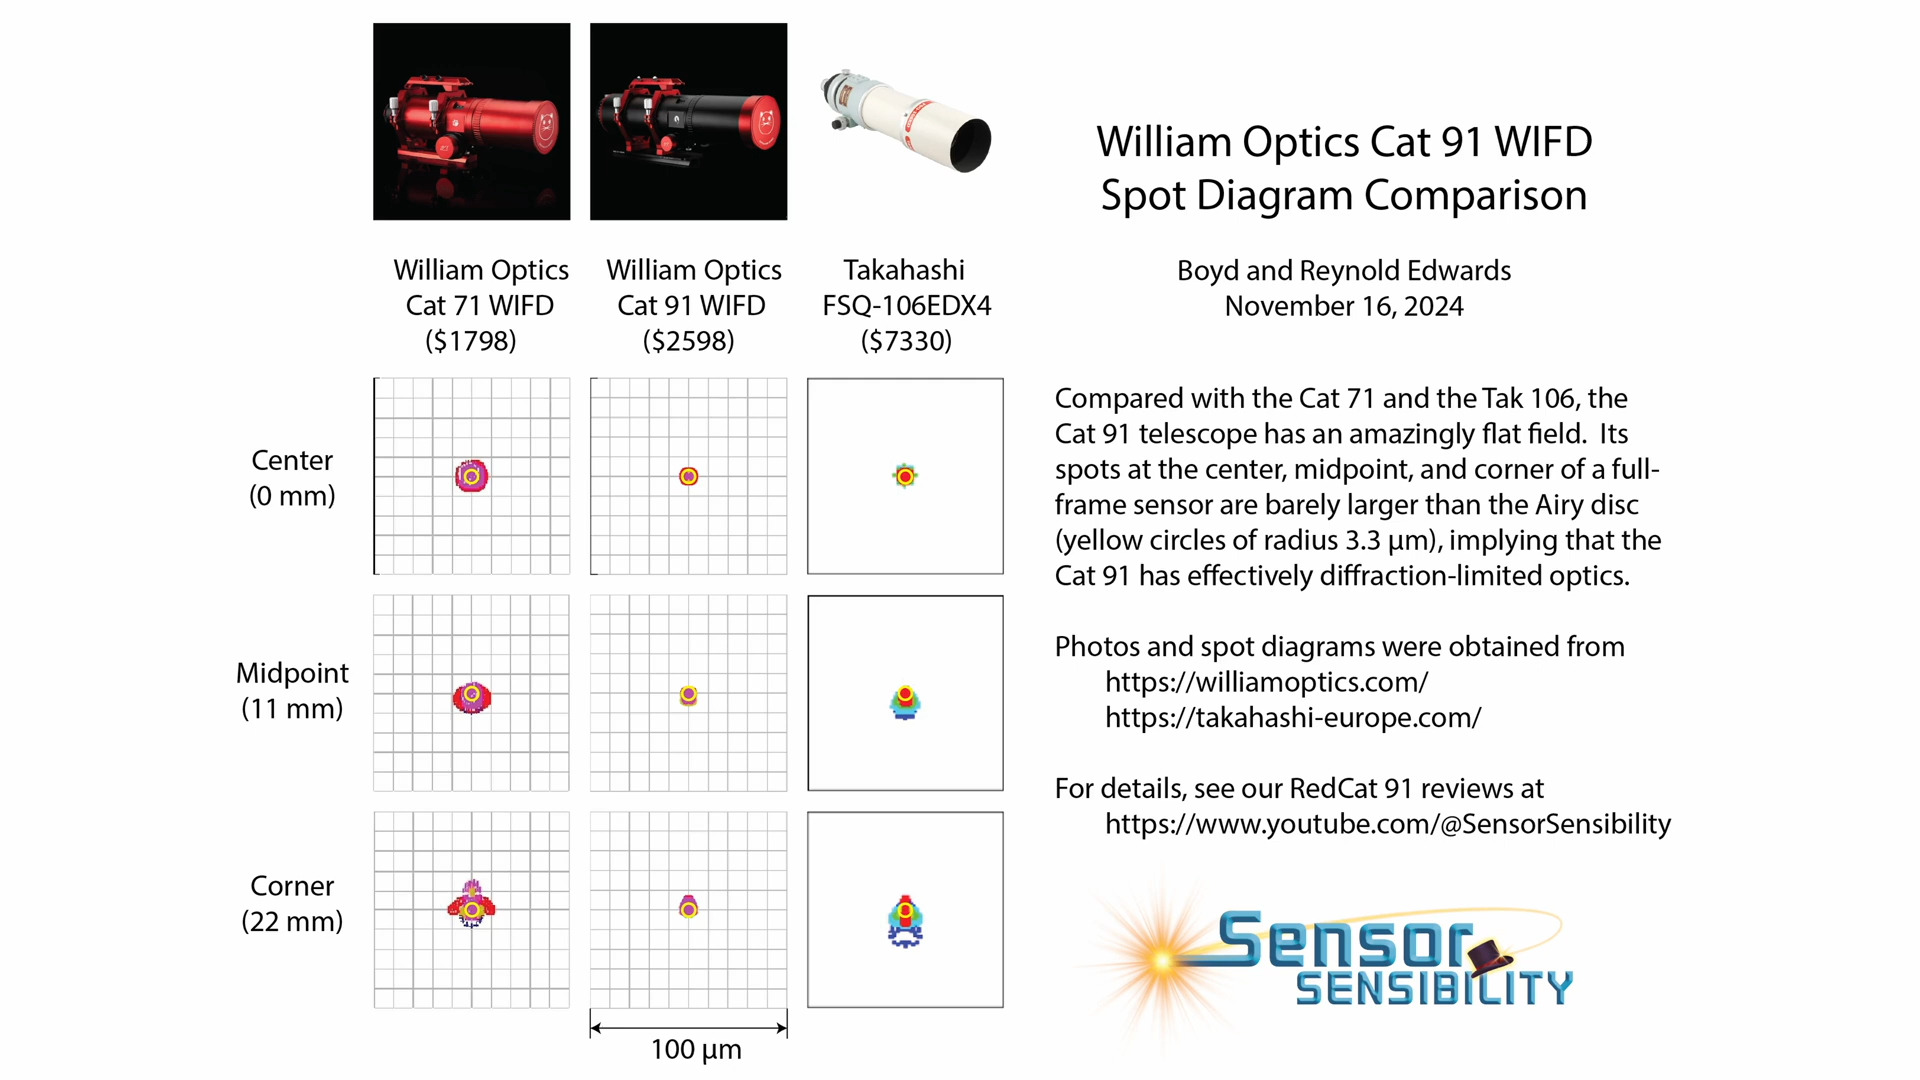 William Optics
Cat 71 WIFD
($1798)
William Optics
Cat 91 WIFD
($2598)
Takahashi
FSQ-106EDX4
($7330)
Center
(0 mm)
Midpoint
(11 mm)
Corner
(22 mm)
100 µm
William Optics Cat 91 WIFD
Spot Diagram Comparison
Boyd and Reynold Edwards
November 16, 2024
Compared with the Cat 71 and the Tak 106, the
Cat 91 telescope has an amazingly flat field.  Its
spots at the center, midpoint, and corner of a full-
frame sensor are barely larger than the Airy disc
(yellow circles of radius 3.3 µm), implying that the
Cat 91 has effectively diffraction-limited optics.
Photos and spot diagrams were obtained from
https://williamoptics.com/
https://takahashi-europe.com/
For details, see our RedCat 91 reviews at
https://www.youtube.com/@SensorSensibility
Sensor
SENSIBILITY